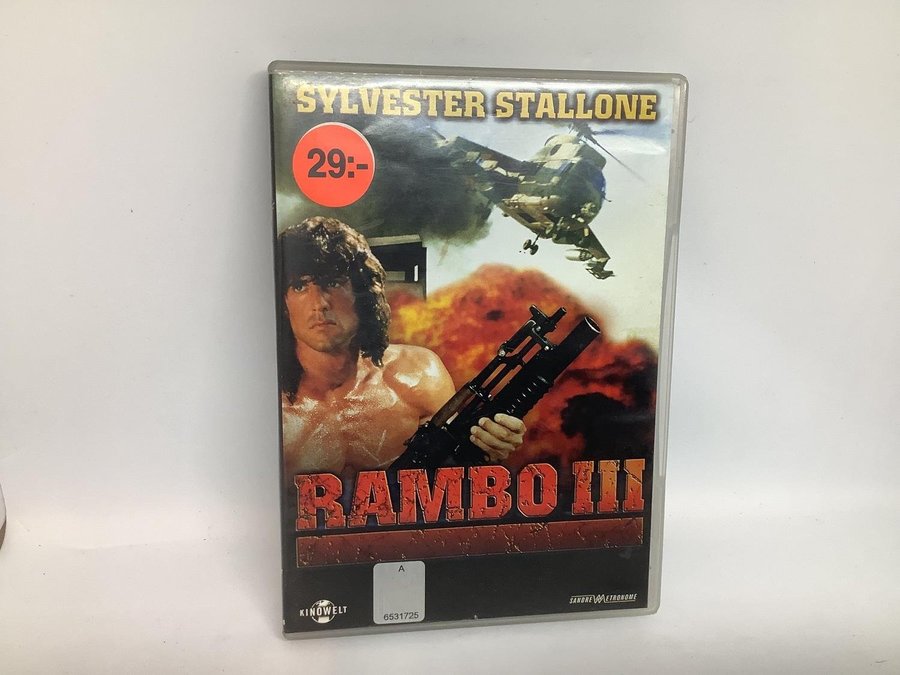 SYLVESTER STALLONE
29:-
RAMBO III
A
6531725
KINOWELT
SANDREW METRONOME